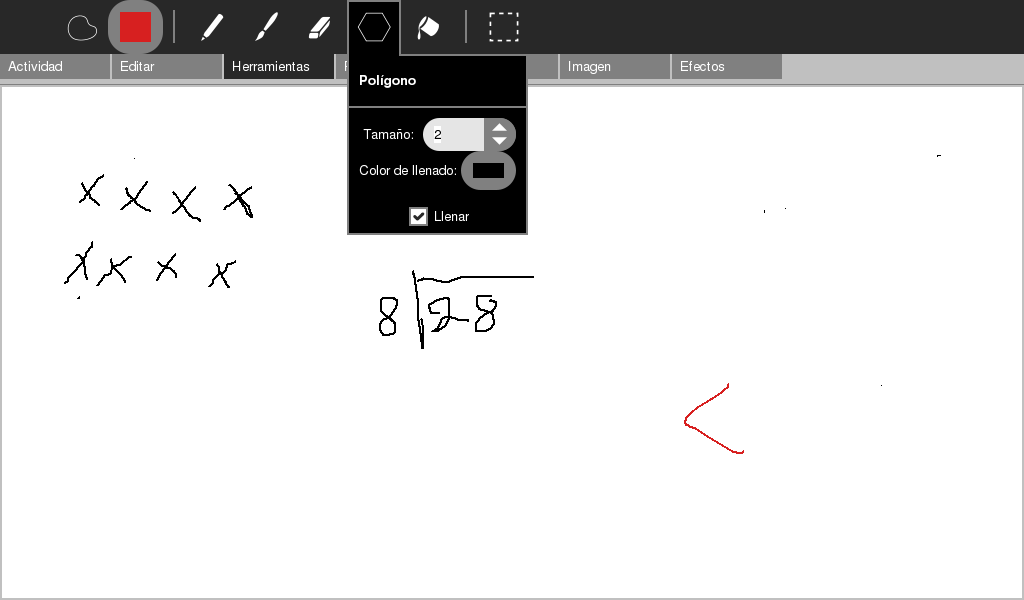 Actividad Editar Herramientas Imagen Efectos
Polígono
Tamaño: 2
Color de llenado:
Llenar
x x x x
x x x x
8 28
<